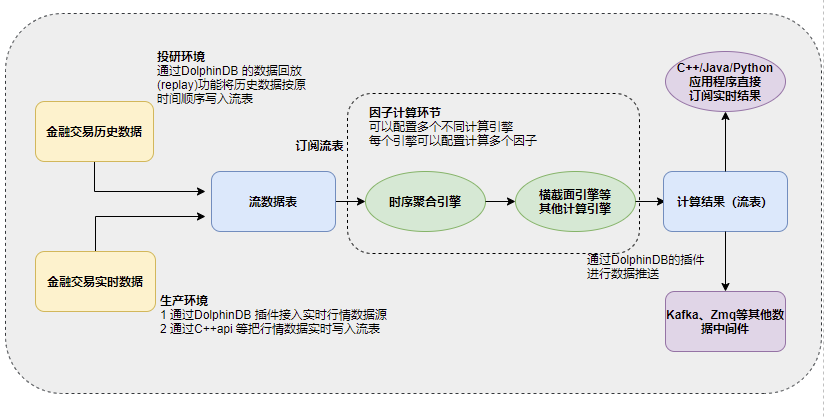 投研环境
通过DolphinDB 的数据回放
(replay)功能将历史数据按原
时间顺序写入流表
C++/Java/Python
应用程序直接
订阅实时结果
金融交易历史数据
订阅流表
因子计算环节
可以配置多个不同计算引擎
每个引擎可以配置计算多个因子
流数据表
时序聚合引擎
横截面引擎等
其他计算引擎
计算结果（流表）
通过DolphinDB的插件
进行数据推送
金融交易实时数据
生产环境
1 通过DolphinDB 插件接入实时行情数据源
2 通过C++api 等把行情数据实时写入流表
Kafka、Zmq等其他数
据中间件